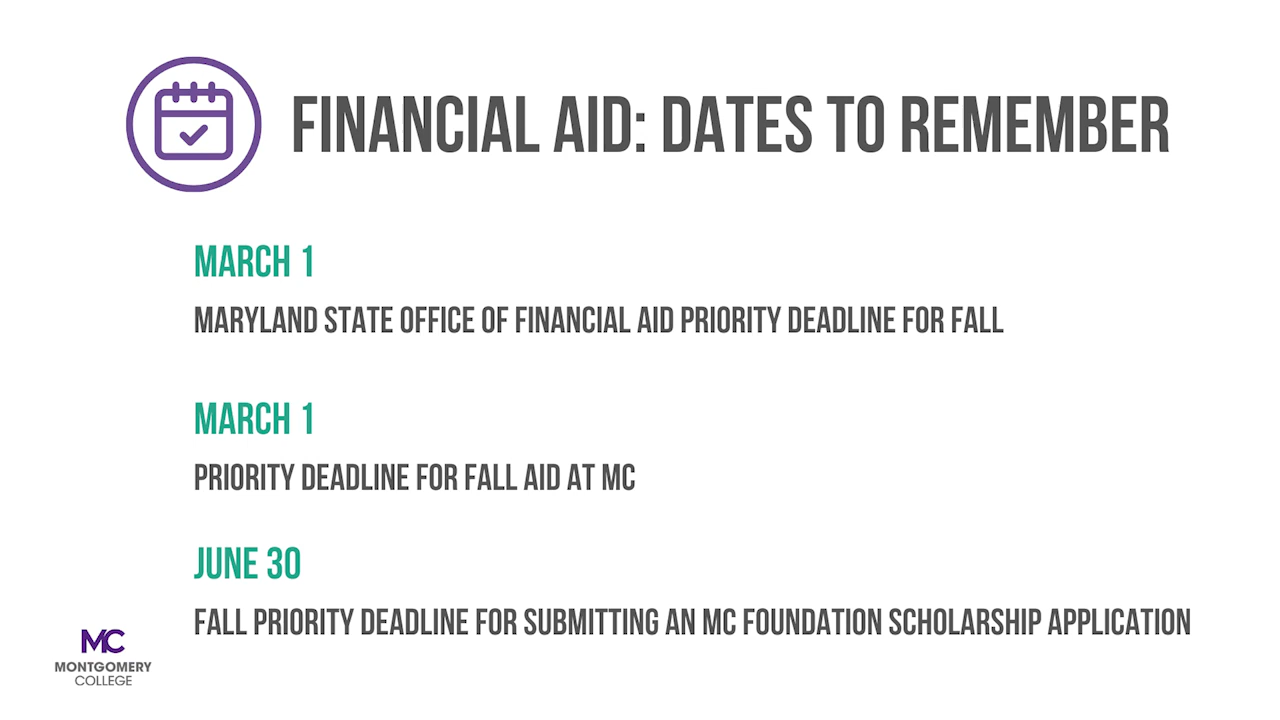 FINANCIAL AID: DATES TO REMEMBER
MARCH 1
MARYLAND STATE OFFICE OF FINANCIAL AID PRIORITY DEADLINE FOR FALL
MARCH 1
PRIORITY DEADLINE FOR FALL AID AT MC
JUNE 30
FALL PRIORITY DEADLINE FOR SUBMITTING AN MC FOUNDATION SCHOLARSHIP APPLICATION
MC
MONTGOMERY
COLLEGE